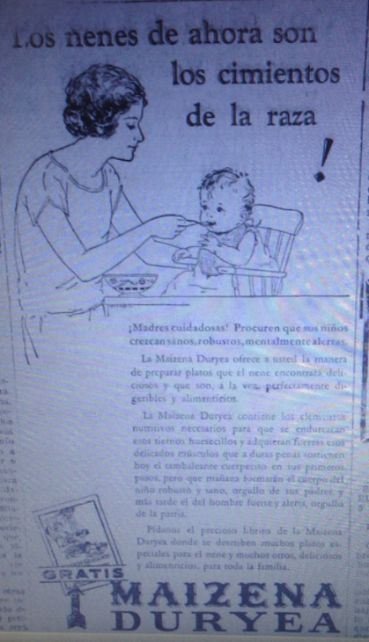 Los nenes de ahora son
los cimientos
de la raza
!
¡Madres cuidadosas! Procuren que sus niños
crezcan sanos, robustos, mentalmente alertas.
La Maizena Duryea ofrece a usted la manera
de preparar platos que el nene encontrará deli-
ciosos y que son, a la vez, perfectamente di-
geribles y alimenticios.
La Maizena Duryea contiene los elementos
nutritivos necesarios para que se endurezcan
esos tiernos huesecillos y adquieran fuerzas esos
delicados músculos que a duras penas sostienen
hoy el tambaleante cuerpecito en sus primeros
pasos, pero que mañana formarán el cuerpo del
niño robusto y sano, orgullo de sus padres, y
más tarde el del hombre fuerte y alerta, orgullo
de la patria.
Pídanos el precioso librito de la Maizena
Duryea donde se describen muchos platos es-
peciales para el nene y muchos otros, deliciosos
y alimenticios, para toda la familia.
GRATIS
MAIZENA
DURYEA